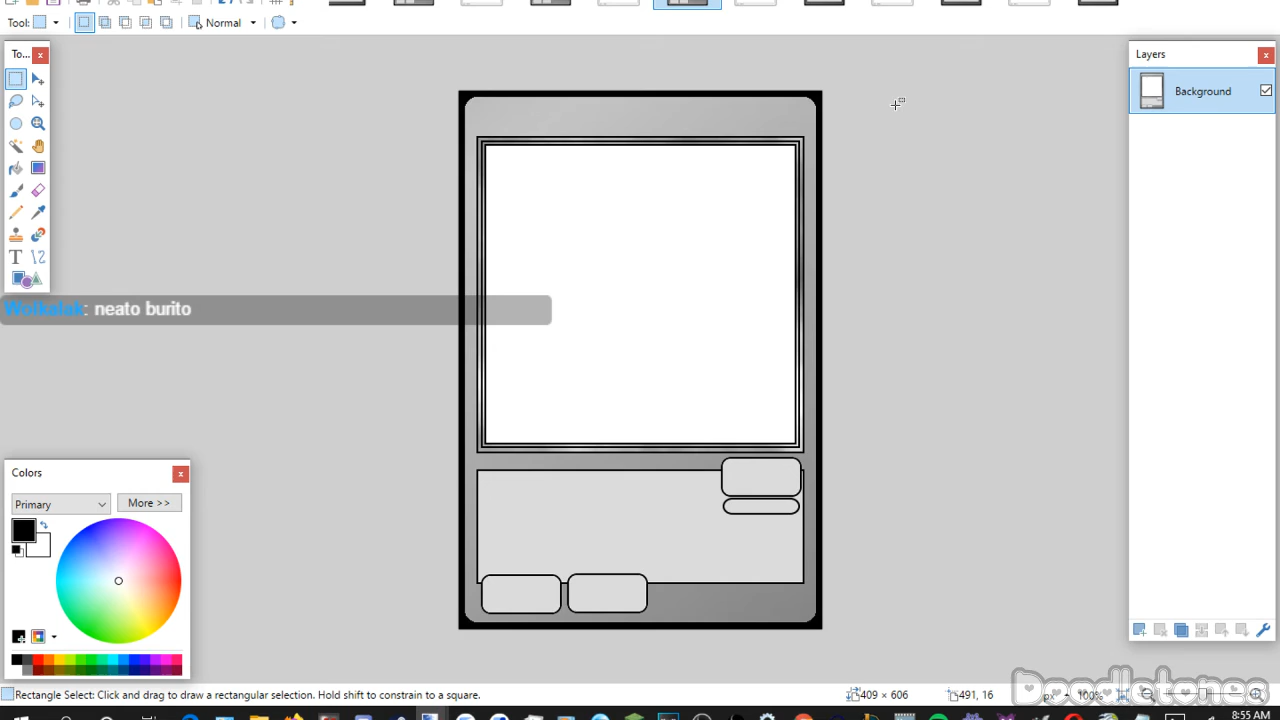 Tool:
Normal
To...
Layers
Background
Wolkalak: neato burito
Colors
Primary
More >>
Rectangle Select: Click and drag to draw a rectangular selection. Hold shift to constrain to a square.
409 × 606
491, 16
px
100%
Doodletones
8:55 AM